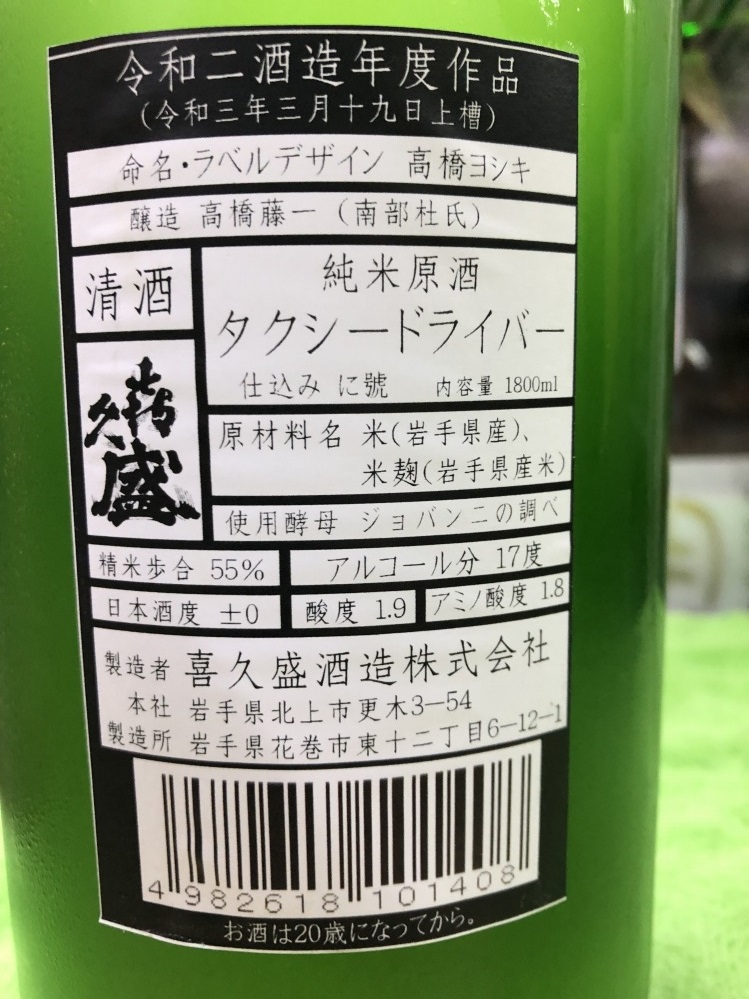 令和二酒造年度作品
(令和三年三月十九日上槽)
命名・ラベルデザイン 高橋ヨシキ
醸造 高橋藤一 (南部杜氏)
清酒
純米原酒
タクシードライバー
仕込み に號 内容量 1800ml
喜久盛
原材料名 米(岩手県産)、
米麹(岩手県産米)
使用酵母 ジョバンニの調べ
精米歩合 55% アルコール分 17度
日本酒度 ±0 酸度 1.9 アミノ酸度 1.8
製造者 喜久盛酒造株式会社
本社 岩手県北上市更木3-54
製造所 岩手県花巻市東十二丁目6-12-1
4 982618 101408
お酒は20歳になってから。